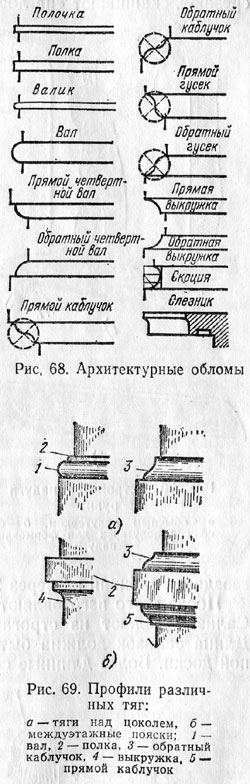 Полочка
Полка
Валик
Вал
Прямой четверт-
ной вал
Обратный четверт-
ной вал
Прямой каблучок
Обратный
каблучок
Прямой
гусек
Обратный
гусек
Прямая
выкружка
Обратная
выкружка
Скоция
Слезник
Рис. 68. Архитектурные обломы
2
1
3
а)
3
4
2
5
б)
Рис. 69. Профили различ-
ных тяг:
а — тяги над цоколем, б —
междуэтажные пояски; 1 —
вал, 2 — полка, 3 — обратный
каблучок, 4 — выкружка, 5 —
прямой каблучок